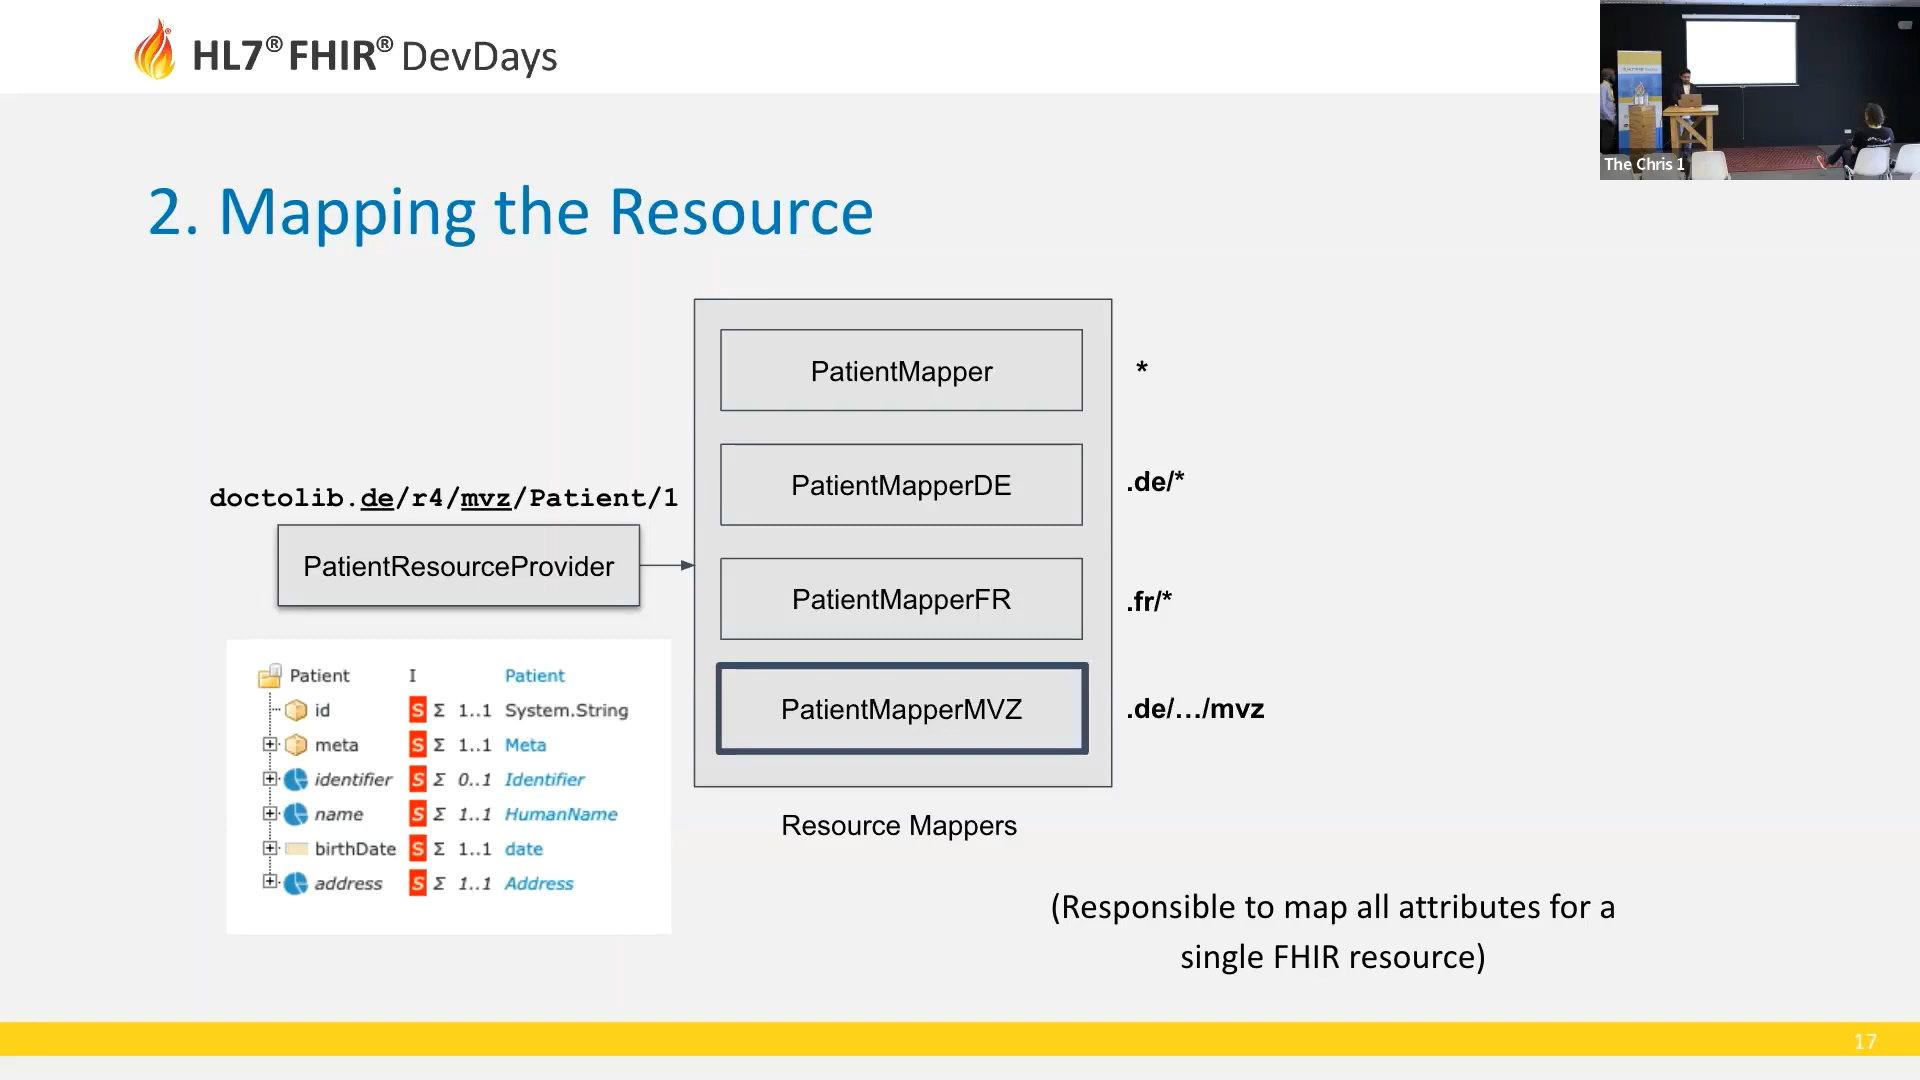 HL7® FHIR® DevDays
The Chris 1
2. Mapping the Resource
PatientMapper
*
PatientMapperDE
.de/*
doctolib.de/r4/mvz/Patient/1
PatientResourceProvider
PatientMapperFR
.fr/*
PatientMapperMVZ
.de/…/mvz
Patient I Patient
id S Σ 1..1 System.String
meta S Σ 1..1 Meta
identifier S Σ 0..1 Identifier
name S Σ 1..1 HumanName
birthDate S Σ 1..1 date
address S Σ 1..1 Address
Resource Mappers
(Responsible to map all attributes for a
single FHIR resource)
17